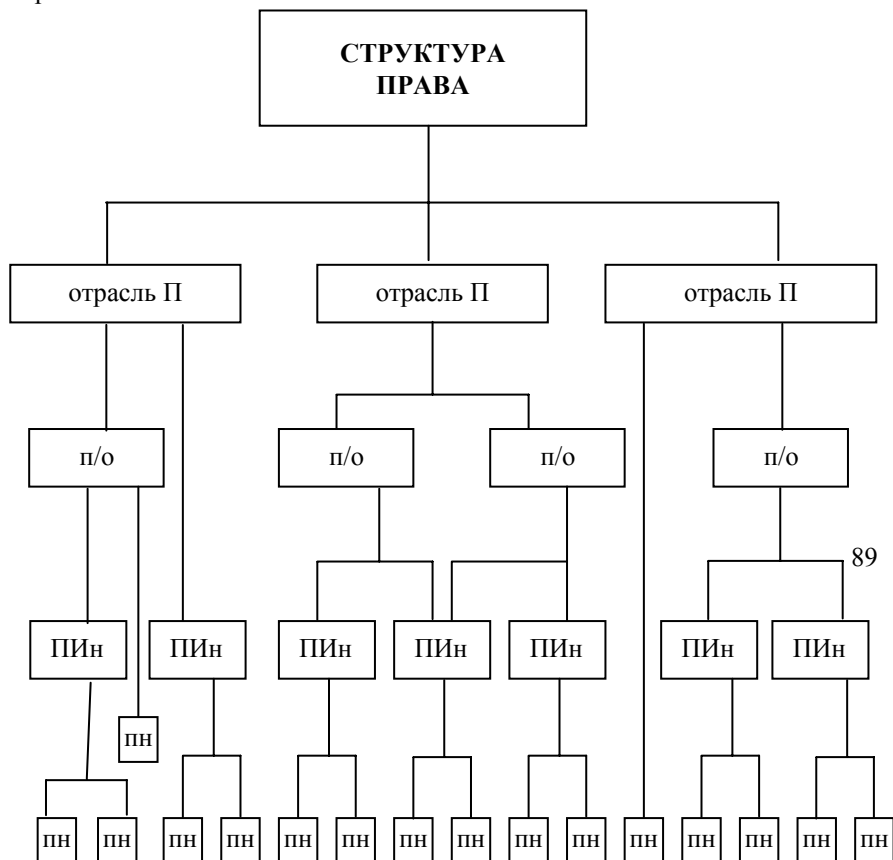 СТРУКТУРА
ПРАВА
отрасль П отрасль П отрасль П
п/о п/о п/о п/о
89
ПИн ПИн ПИн ПИн ПИн ПИн ПИн
пн
пн пн пн пн пн пн пн пн пн пн пн пн пн пн пн